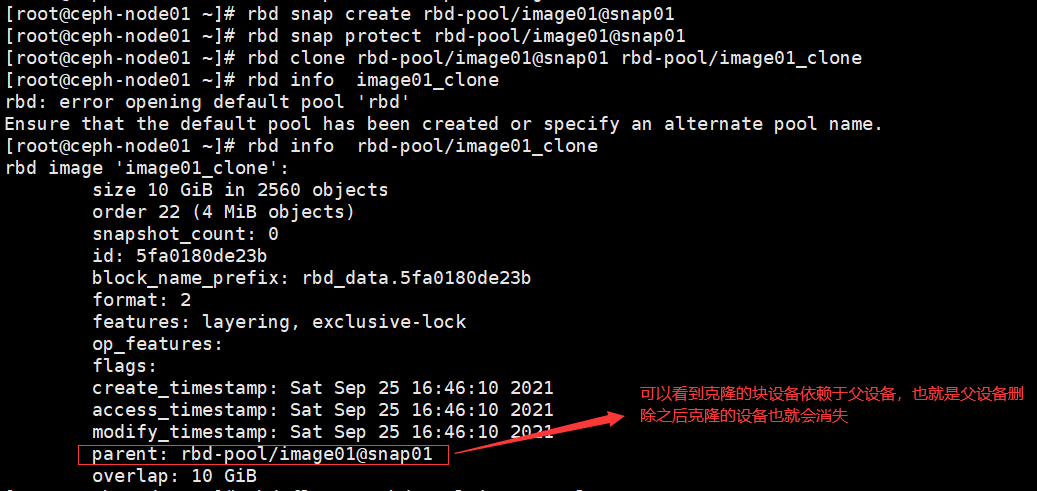 [root@ceph-node01 ~]# rbd snap create rbd-pool/image01@snap01
[root@ceph-node01 ~]# rbd snap protect rbd-pool/image01@snap01
[root@ceph-node01 ~]# rbd clone rbd-pool/image01@snap01 rbd-pool/image01_clone
[root@ceph-node01 ~]# rbd info  image01_clone
rbd: error opening default pool 'rbd'
Ensure that the default pool has been created or specify an alternate pool name.
[root@ceph-node01 ~]# rbd info  rbd-pool/image01_clone
rbd image 'image01_clone':
size 10 GiB in 2560 objects
order 22 (4 MiB objects)
snapshot_count: 0
id: 5fa0180de23b
block_name_prefix: rbd_data.5fa0180de23b
format: 2
features: layering, exclusive-lock
op_features:
flags:
create_timestamp: Sat Sep 25 16:46:10 2021
access_timestamp: Sat Sep 25 16:46:10 2021
modify_timestamp: Sat Sep 25 16:46:10 2021
parent: rbd-pool/image01@snap01
overlap: 10 GiB
可以看到克隆的块设备依赖于父设备，也就是父设备删
除之后克隆的设备也就会消失